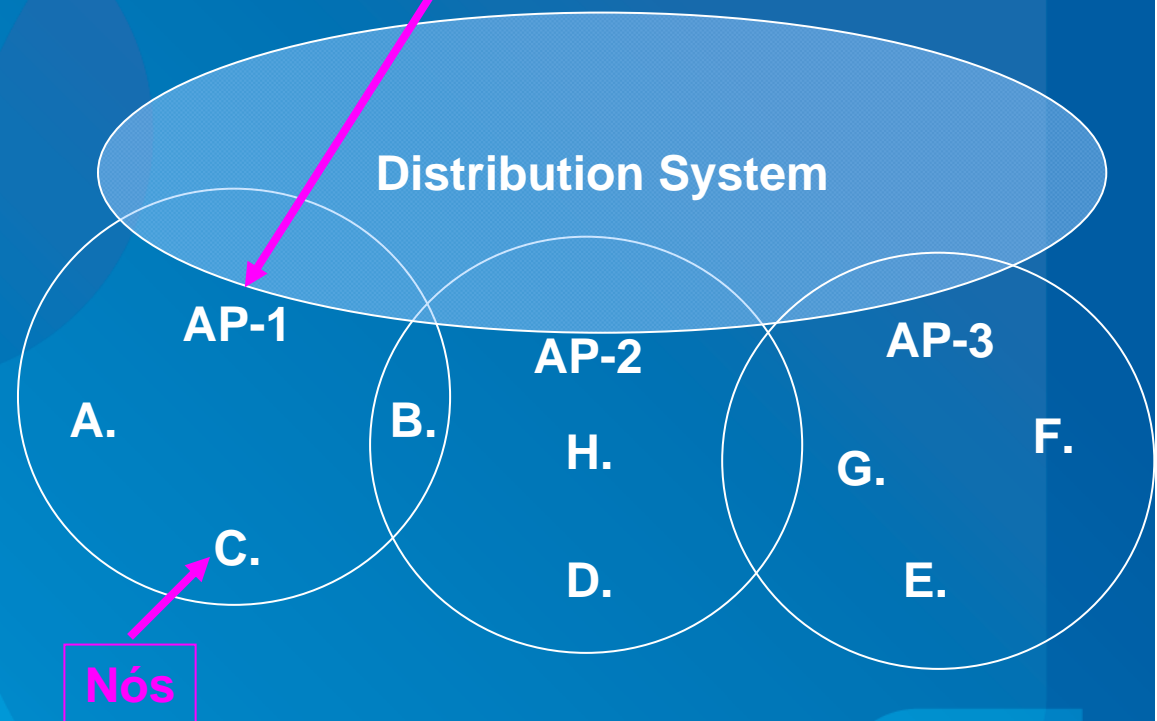 Distribution System
AP-1
AP-2
AP-3
A.
B.
H.
G.
F.
C.
D.
E.
Nós